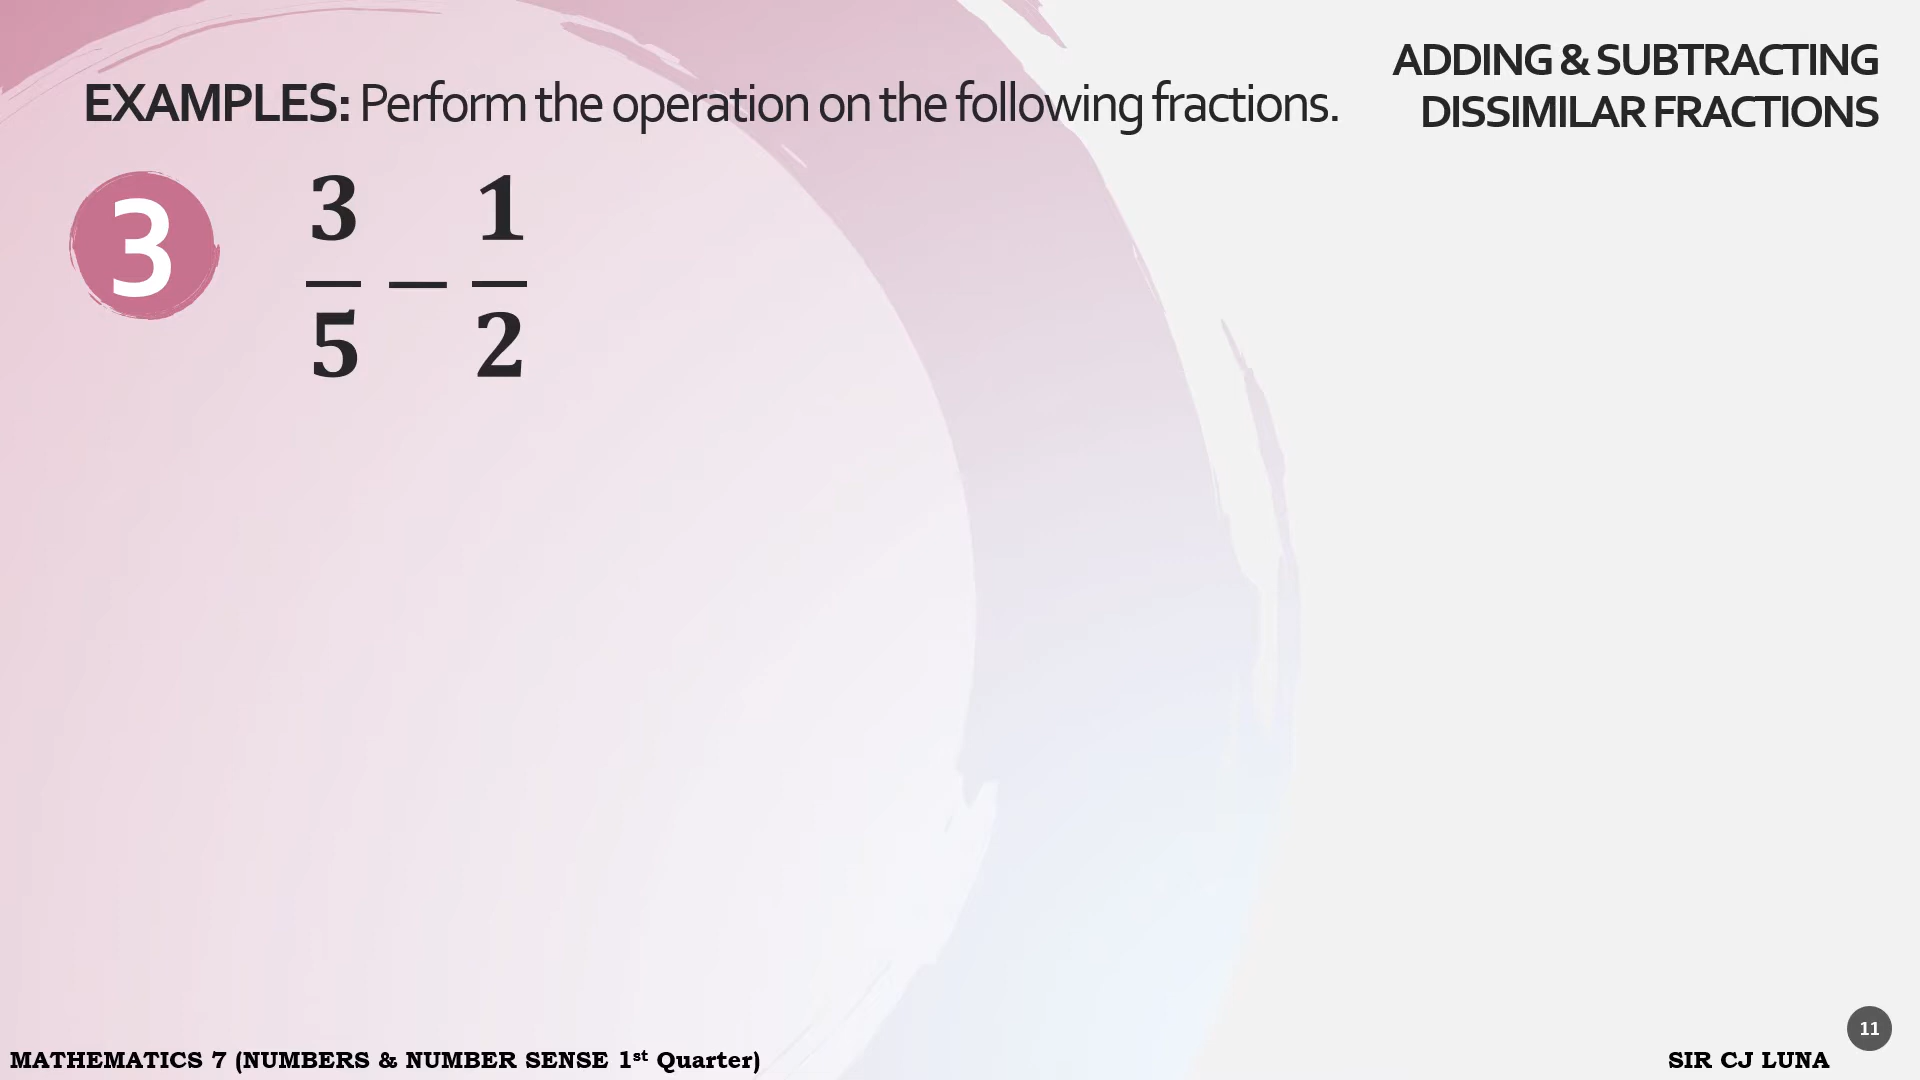 ADDING & SUBTRACTING
DISSIMILAR FRACTIONS
EXAMPLES: Perform the operation on the following fractions.
3
3/5 − 1/2
11
MATHEMATICS 7 (NUMBERS & NUMBER SENSE 1st Quarter)
SIR CJ LUNA